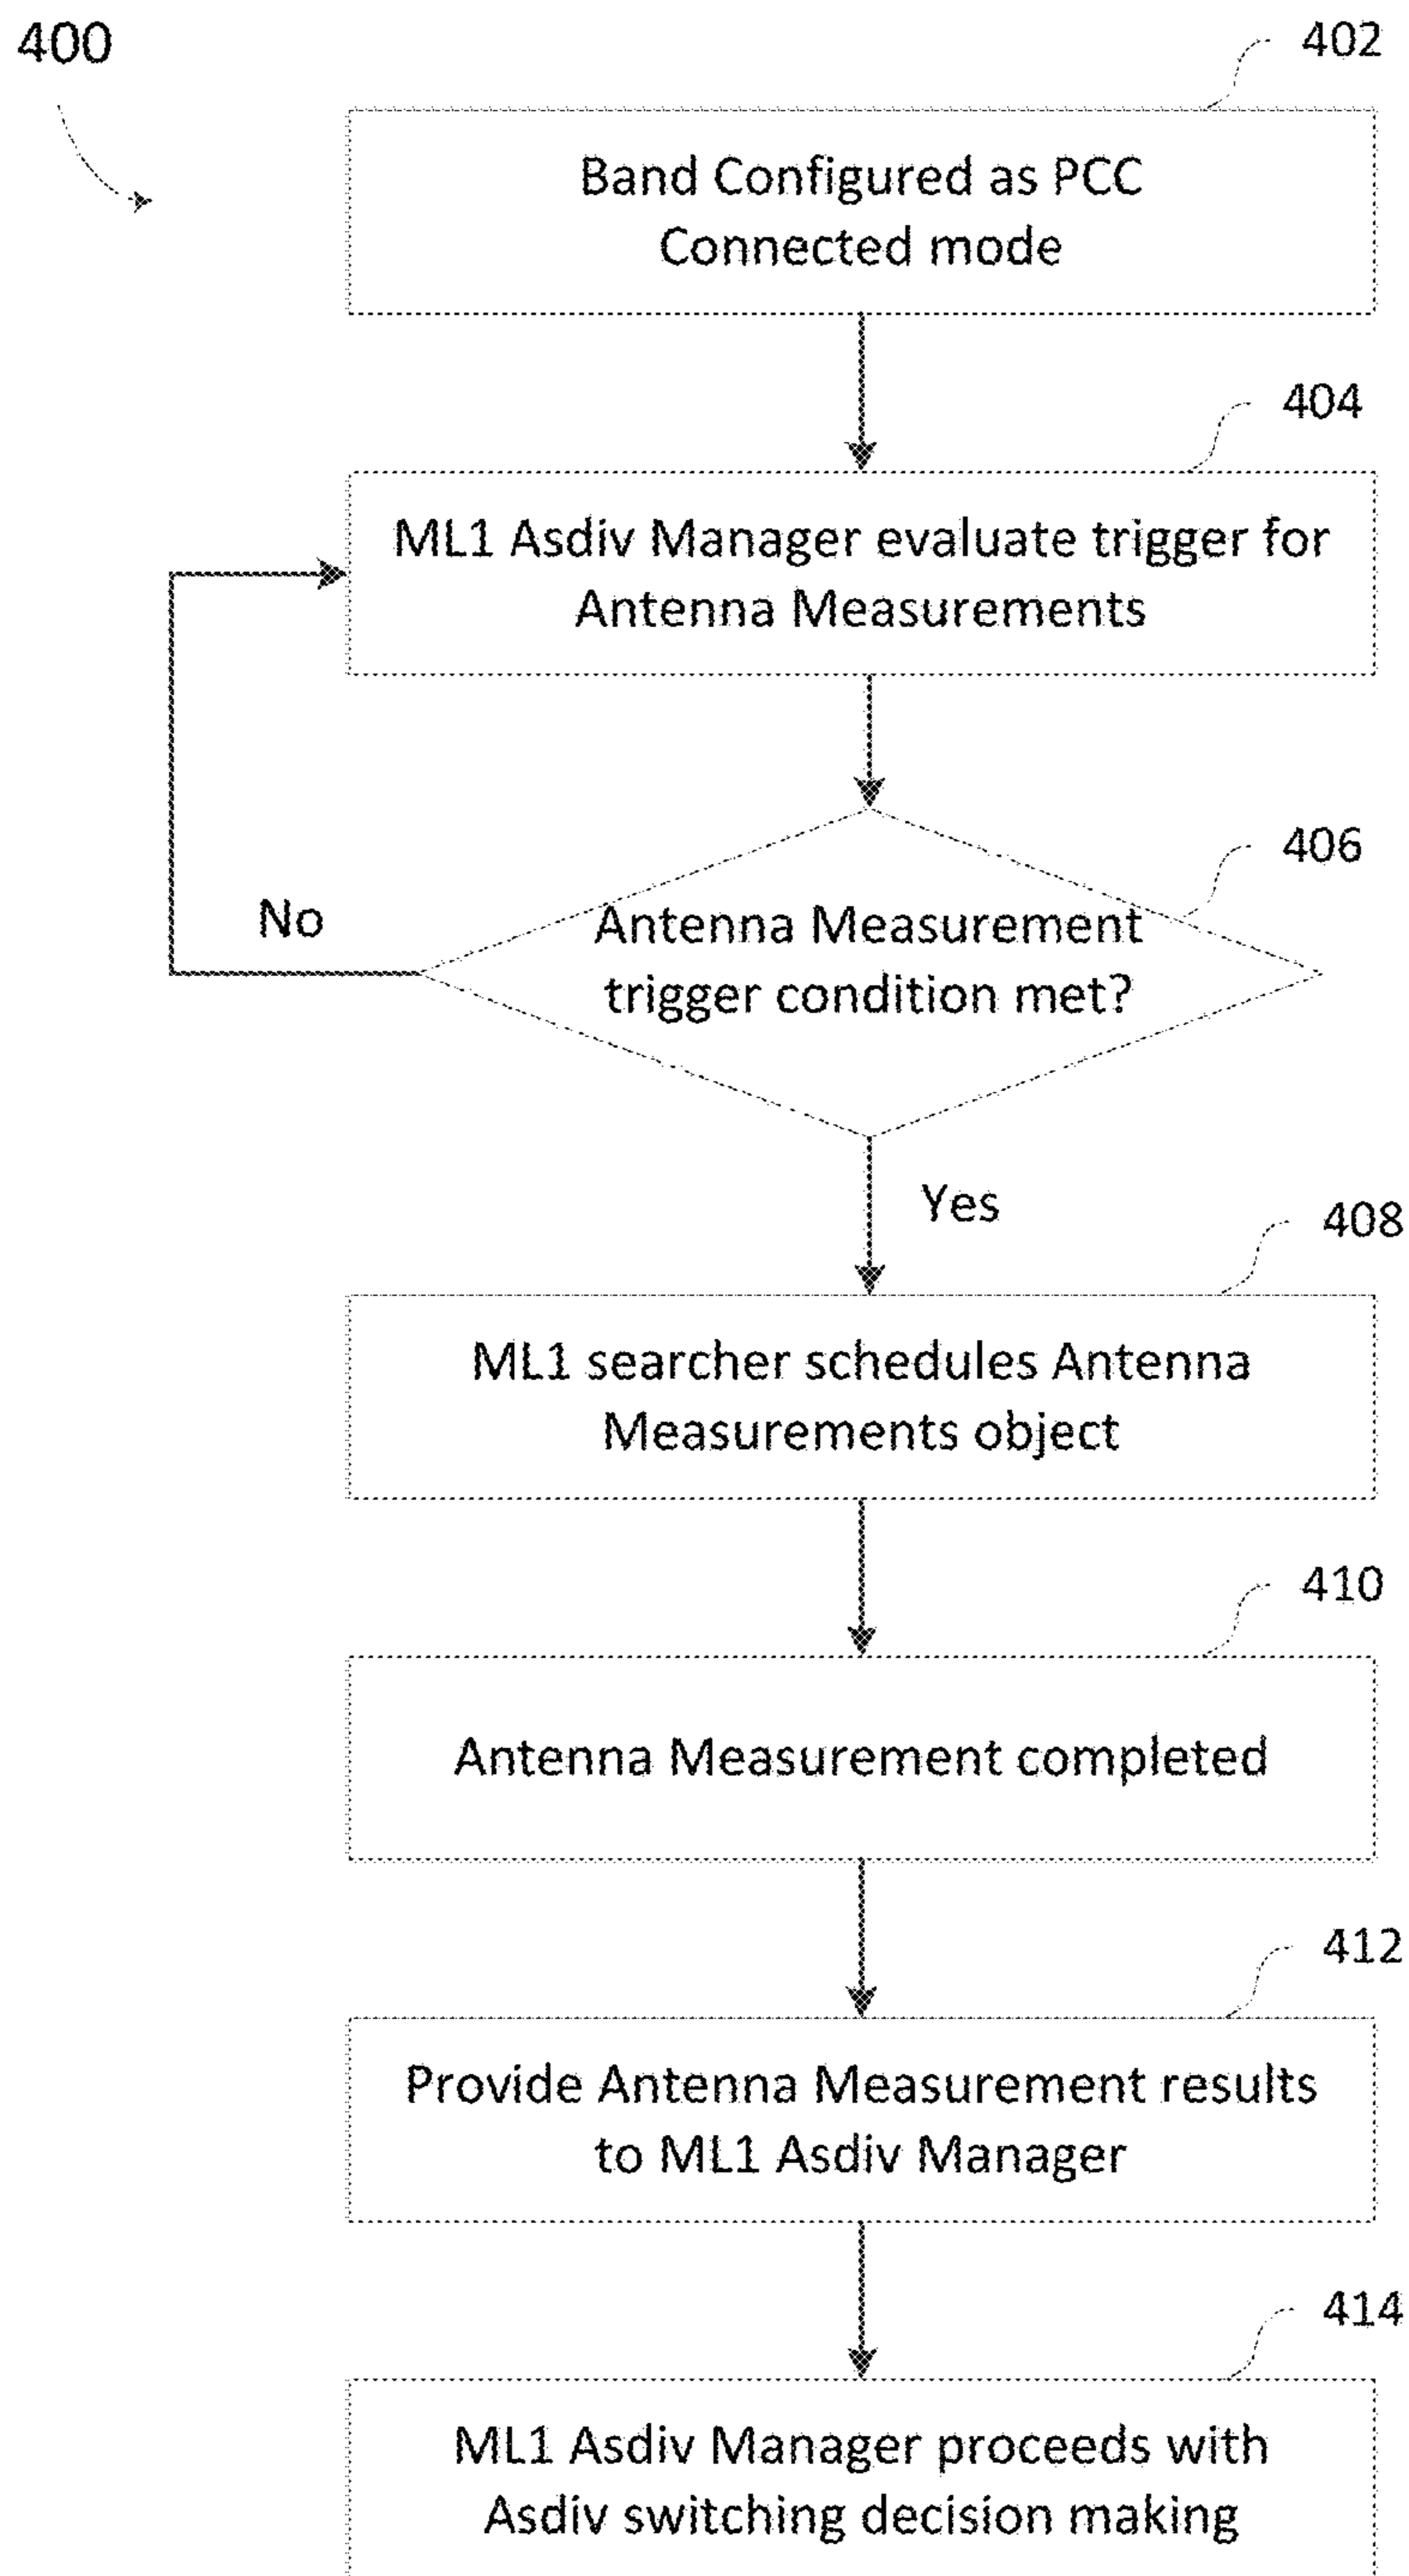 400
402
Band Configured as PCC
Connected mode
404
ML1 Asdiv Manager evaluate trigger for
Antenna Measurements
406
No
Antenna Measurement
trigger condition met?
Yes
408
ML1 searcher schedules Antenna
Measurements object
410
Antenna Measurement completed
412
Provide Antenna Measurement results
to ML1 Asdiv Manager
414
ML1 Asdiv Manager proceeds with
Asdiv switching decision making